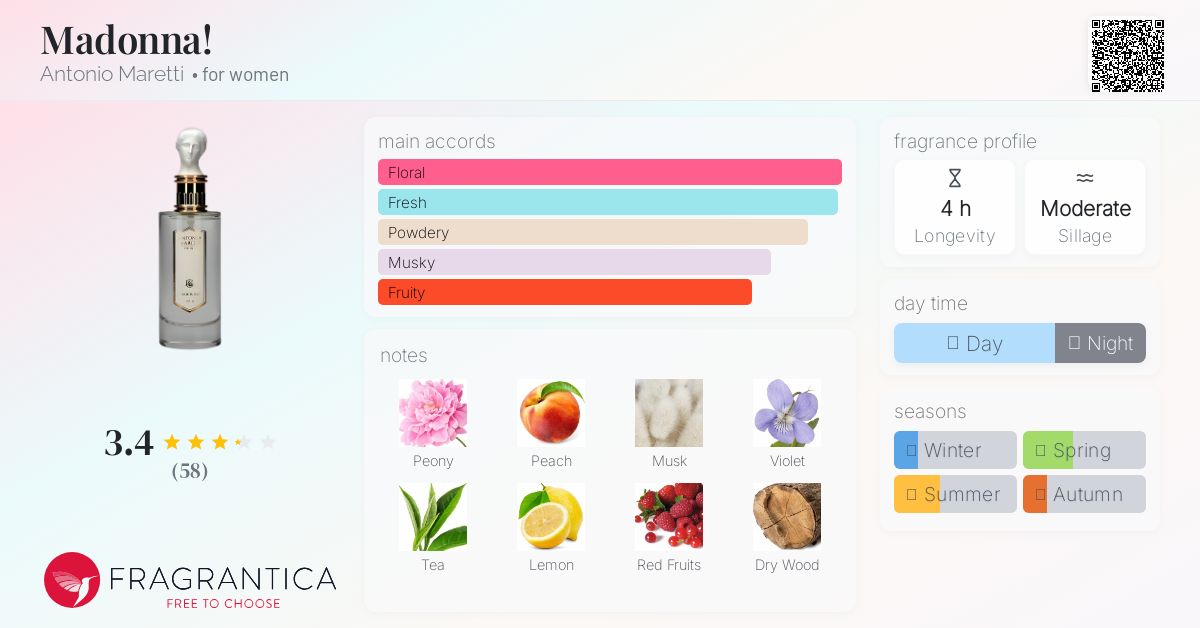 Madonna!
Antonio Maretti • for women
main accords
Floral
Fresh
Powdery
Musky
Fruity
notes
Peony
Peach
Musk
Violet
Tea
Lemon
Red Fruits
Dry Wood
fragrance profile
4 h
Longevity
Moderate
Sillage
day time
Day
Night
seasons
Winter
Spring
Summer
Autumn
3.4
(58)
FRAGRANTICA
FREE TO CHOOSE